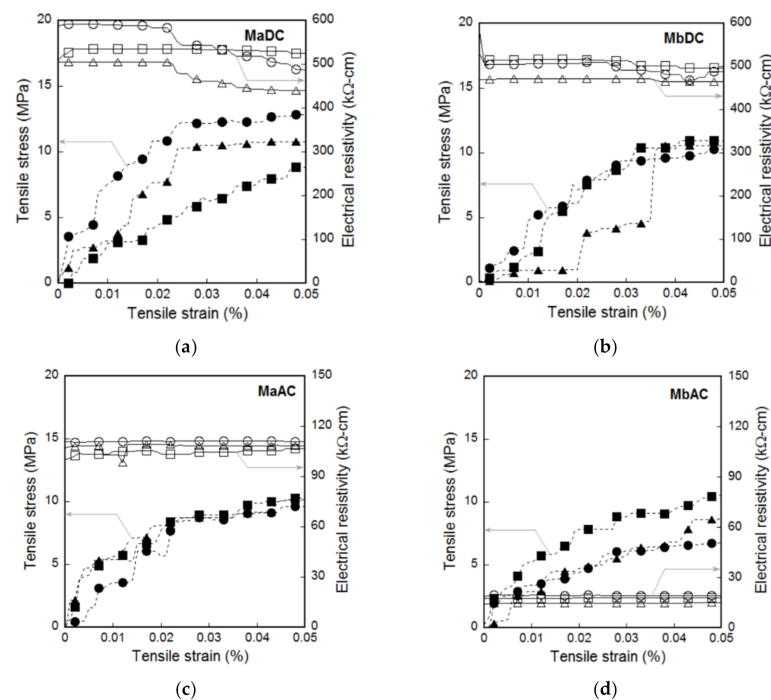 20 600
MaDC
15 500
400
10 300
200
5 100
0 0
0 0.01 0.02 0.03 0.04 0.05
Tensile stress (MPa)
Electrical resistivity (kΩ-cm)
Tensile strain (%)
(a)
20 600
MbDC
15 500
400
10 300
200
5 100
0 0
0 0.01 0.02 0.03 0.04 0.05
Tensile stress (MPa)
Electrical resistivity (kΩ-cm)
Tensile strain (%)
(b)
20 150
MaAC
15 120
90
10
60
5 30
0 0
0 0.01 0.02 0.03 0.04 0.05
Tensile stress (MPa)
Electrical resistivity (kΩ-cm)
Tensile strain (%)
(c)
20 150
MbAC
15 120
90
10
60
5 30
0 0
0 0.01 0.02 0.03 0.04 0.05
Tensile stress (MPa)
Electrical resistivity (kΩ-cm)
Tensile strain (%)
(d)